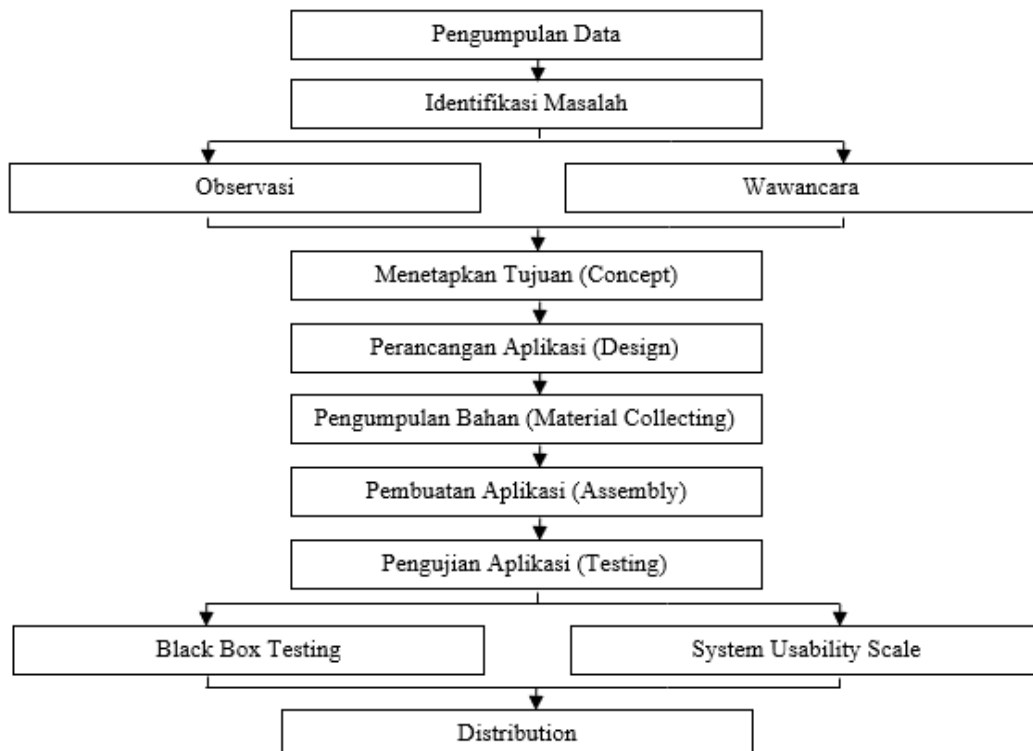 Pengumpulan Data
Identifikasi Masalah
Observasi
Wawancara
Menetapkan Tujuan (Concept)
Perancangan Aplikasi (Design)
Pengumpulan Bahan (Material Collecting)
Pembuatan Aplikasi (Assembly)
Pengujian Aplikasi (Testing)
Black Box Testing
System Usability Scale
Distribution